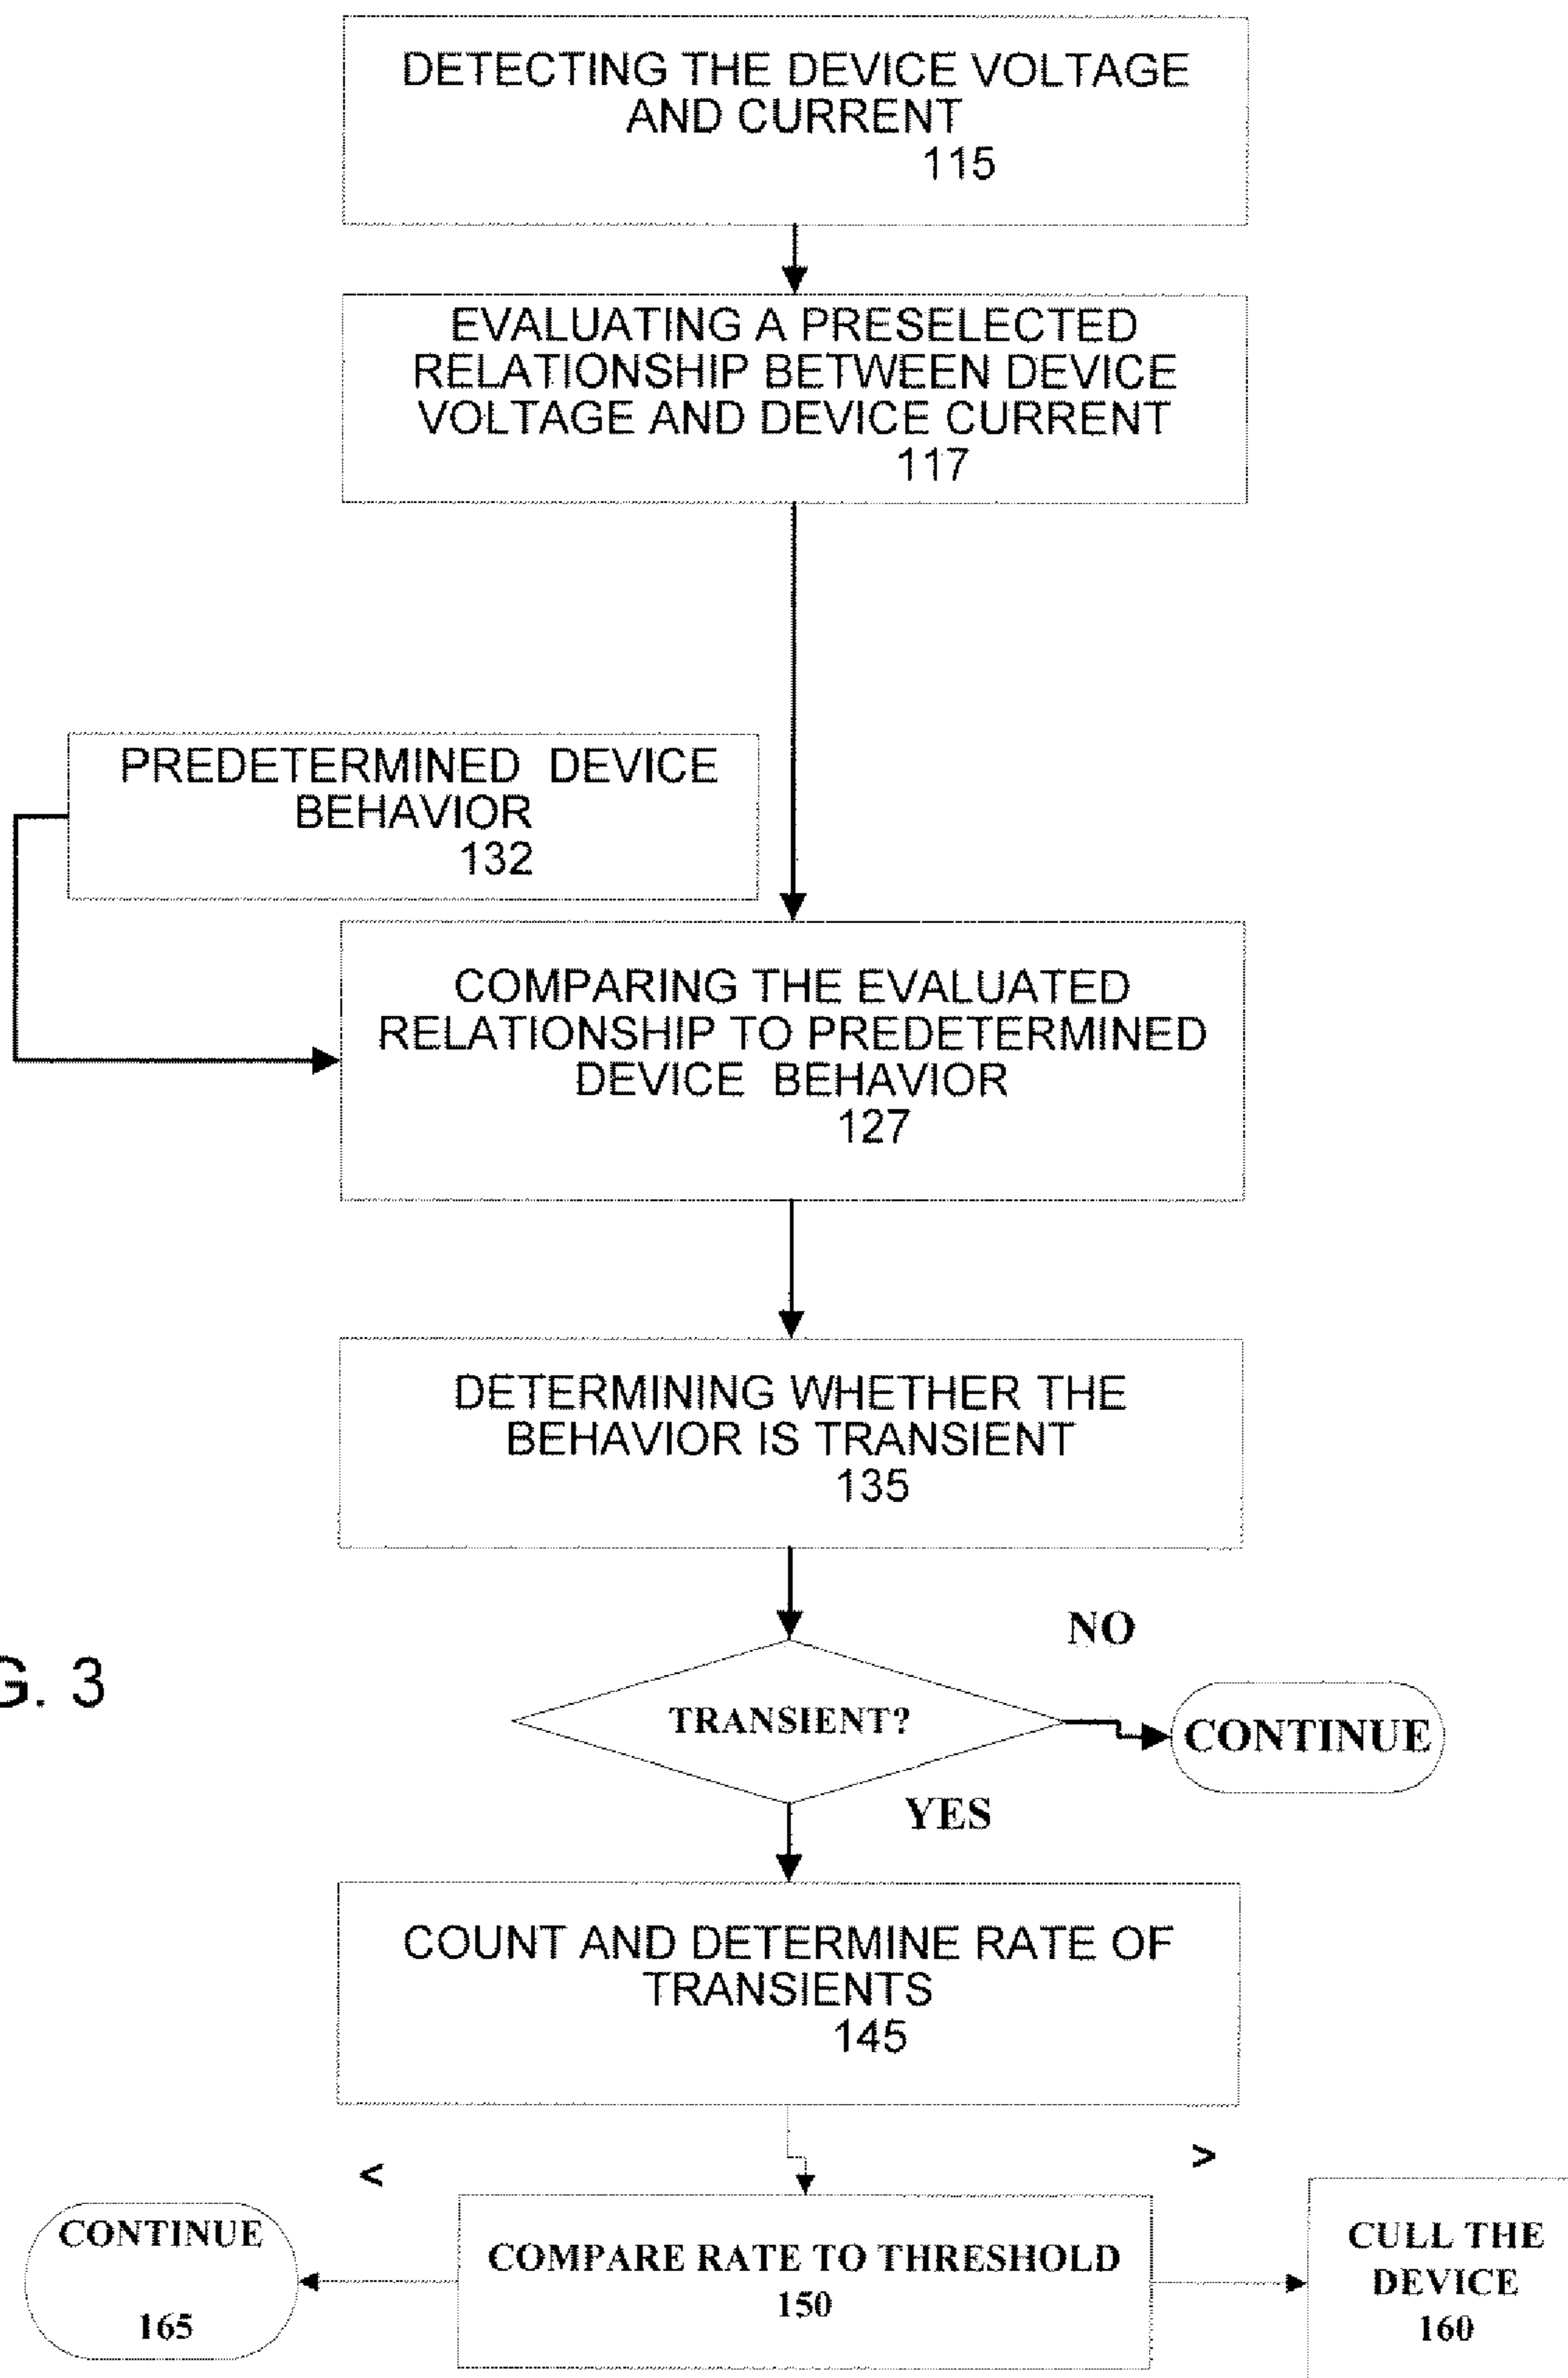 DETECTING THE DEVICE VOLTAGE
AND CURRENT
115
EVALUATING A PRESELECTED
RELATIONSHIP BETWEEN DEVICE
VOLTAGE AND DEVICE CURRENT
117
PREDETERMINED DEVICE
BEHAVIOR
132
COMPARING THE EVALUATED
RELATIONSHIP TO PREDETERMINED
DEVICE BEHAVIOR
127
DETERMINING WHETHER THE
BEHAVIOR IS TRANSIENT
135
NO
G. 3
TRANSIENT?
CONTINUE
YES
COUNT AND DETERMINE RATE OF
TRANSIENTS
145
<
>
CONTINUE
165
COMPARE RATE TO THRESHOLD
150
CULL THE
DEVICE
160